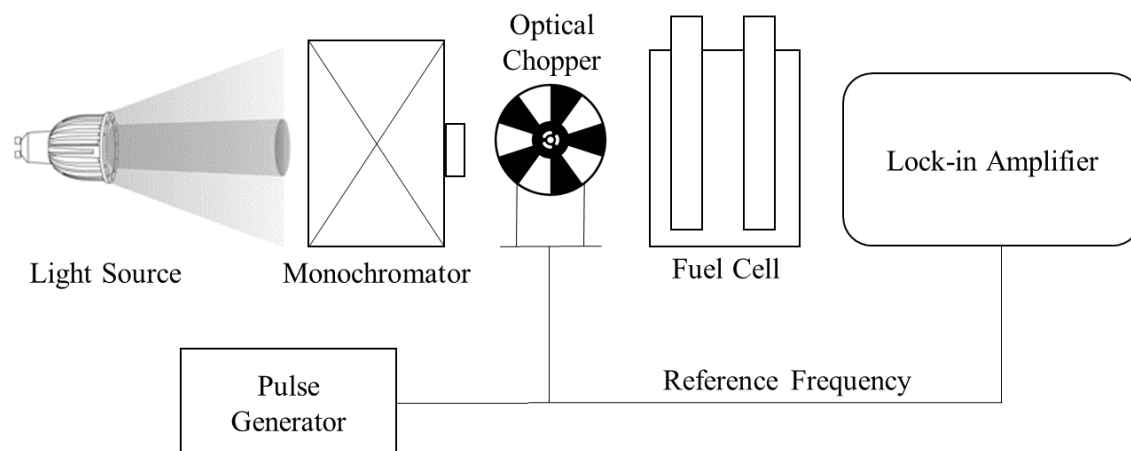 Optical
Chopper
Lock-in Amplifier
Light Source
Monochromator
Fuel Cell
Pulse
Generator
Reference Frequency